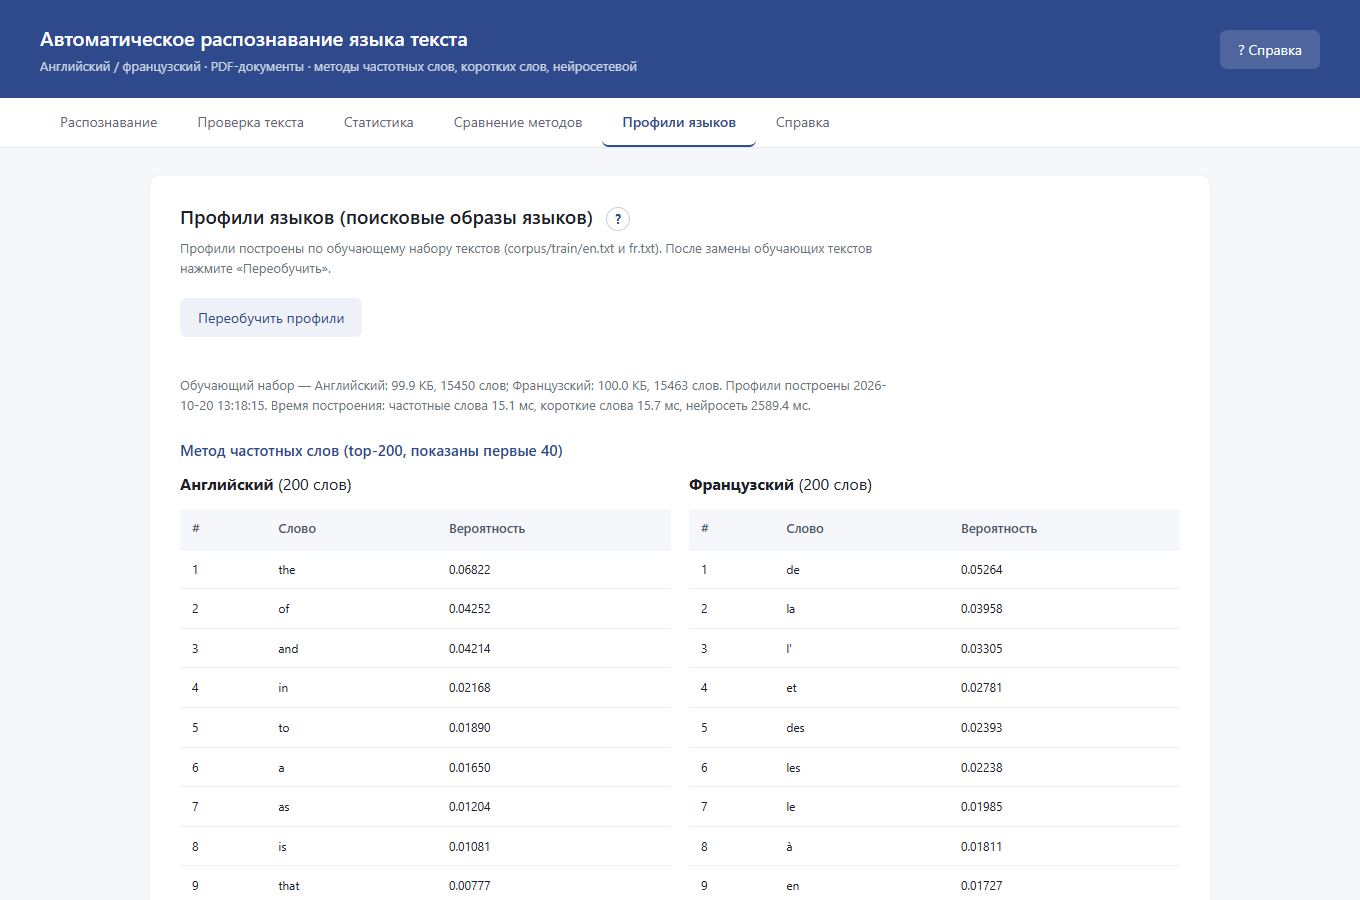 Автоматическое распознавание языка текста
Английский / французский · PDF-документы · методы частотных слов, коротких слов, нейросетевой
? Справка
Распознавание Проверка текста Статистика Сравнение методов Профили языков Справка
Профили языков (поисковые образы языков) ?
Профили построены по обучающему набору текстов (corpus/train/en.txt и fr.txt). После замены обучающих текстов
нажмите «Переобучить».
Переобучить профили
Обучающий набор — Английский: 99.9 КБ, 15450 слов; Французский: 100.0 КБ, 15463 слов. Профили построены 2026-
10-20 13:18:15. Время построения: частотные слова 15.1 мс, короткие слова 15.7 мс, нейросеть 2589.4 мс.
Метод частотных слов (top-200, показаны первые 40)
Английский (200 слов)
# Слово Вероятность
1 the 0.06822
2 of 0.04252
3 and 0.04214
4 in 0.02168
5 to 0.01890
6 a 0.01650
7 as 0.01204
8 is 0.01081
9 that 0.00777
Французский (200 слов)
# Слово Вероятность
1 de 0.05264
2 la 0.03958
3 l' 0.03305
4 et 0.02781
5 des 0.02393
6 les 0.02238
7 le 0.01985
8 à 0.01811
9 en 0.01727